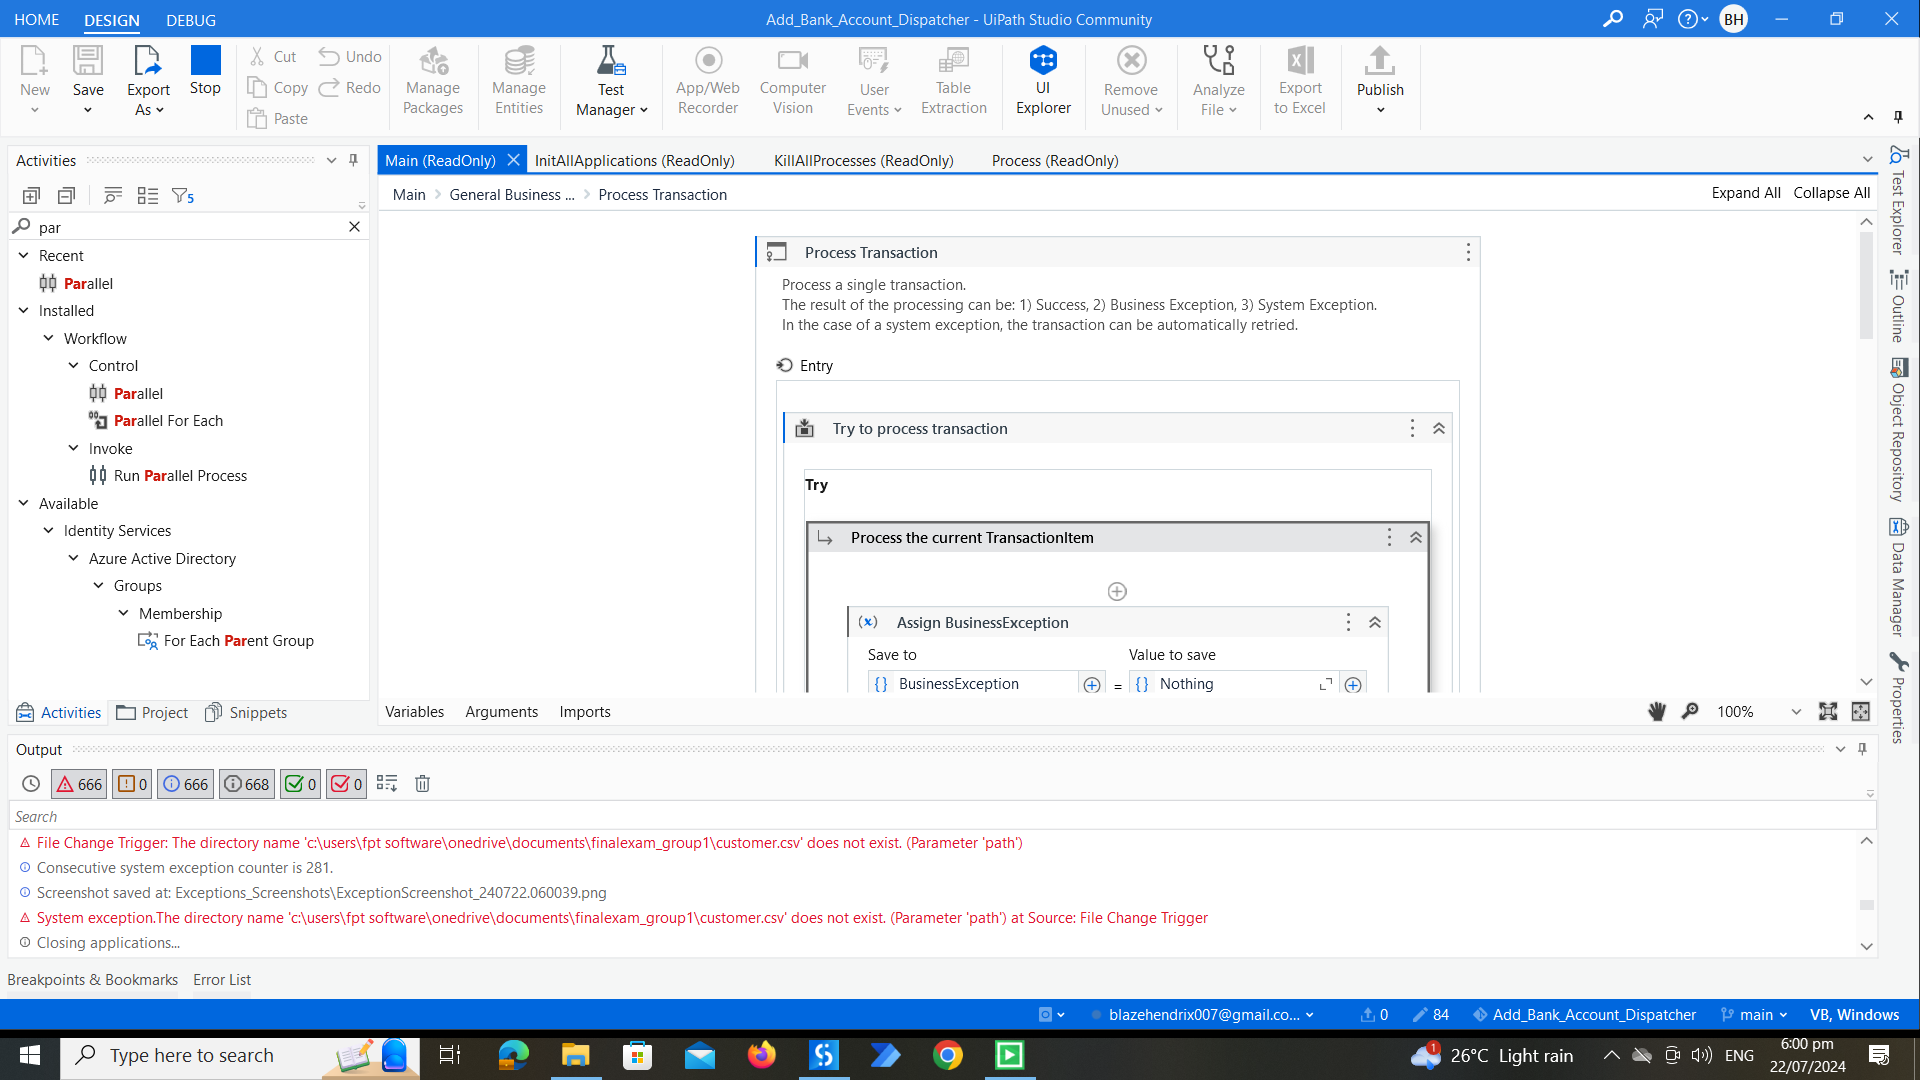 HOME DESIGN DEBUG
Add_Bank_Account_Dispatcher - UiPath Studio Community
BH
New
Save
Export As
Stop
Cut
Copy
Paste
Undo
Redo
Manage Packages
Manage Entities
Test Manager
App/Web Recorder
Computer Vision
User Events
Table Extraction
UI Explorer
Remove Unused
Analyze File
Export to Excel
Publish
Activities
5
par
Recent
Parallel
Installed
Workflow
Control
Parallel
Parallel For Each
Invoke
Run Parallel Process
Available
Identity Services
Azure Active Directory
Groups
Membership
For Each Parent Group
Activities Project Snippets
Main (ReadOnly) InitAllApplications (ReadOnly) KillAllProcesses (ReadOnly) Process (ReadOnly)
Main General Business ... Process Transaction
Expand All Collapse All
Process Transaction
Process a single transaction.
The result of the processing can be: 1) Success, 2) Business Exception, 3) System Exception.
In the case of a system exception, the transaction can be automatically retried.
Entry
Try to process transaction
Try
Process the current TransactionItem
(x) Assign BusinessException
Save to Value to save
{} BusinessException = {} Nothing
Variables Arguments Imports
100%
Test Explorer
Outline
Object Repository
Data Manager
Properties
Output
666 0 666 668 0 0
Search
File Change Trigger: The directory name 'c:\users\fpt software\onedrive\documents\finalexam_group1\customer.csv' does not exist. (Parameter 'path')
Consecutive system exception counter is 281.
Screenshot saved at: Exceptions_Screenshots\ExceptionScreenshot_240722.060039.png
System exception.The directory name 'c:\users\fpt software\onedrive\documents\finalexam_group1\customer.csv' does not exist. (Parameter 'path') at Source: File Change Trigger
Closing applications...
Breakpoints & Bookmarks Error List
blazehendrix007@gmail.co... 0 84 Add_Bank_Account_Dispatcher main VB, Windows
Type here to search
1
26°C Light rain
ENG
6:00 pm
22/07/2024